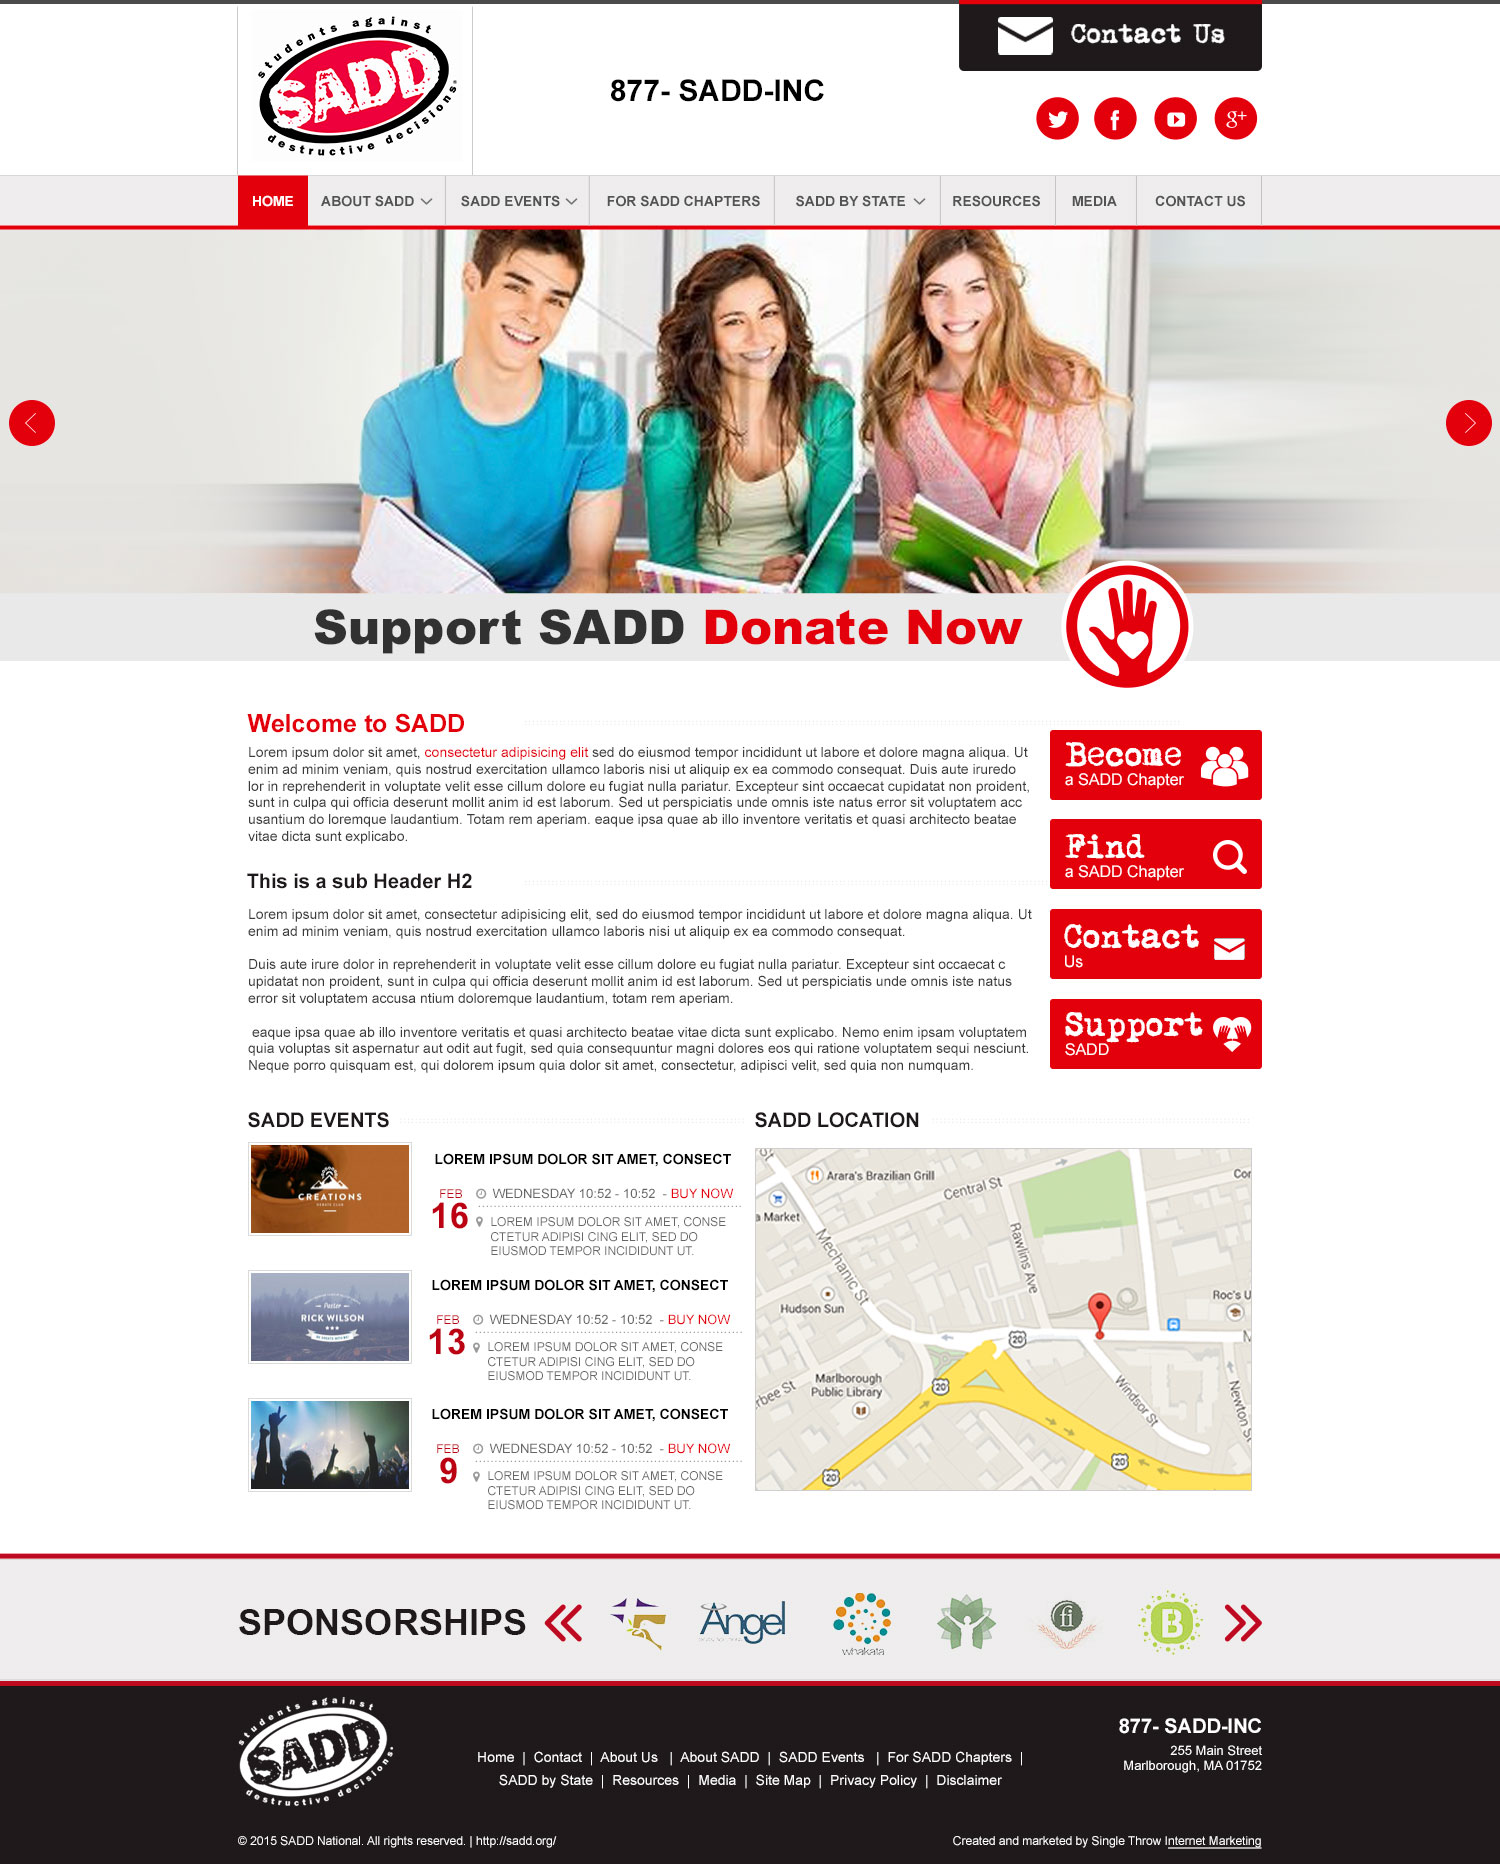 students against
SADD
destructive decisions
877- SADD-INC
Contact Us
HOME
ABOUT SADD
SADD EVENTS
FOR SADD CHAPTERS
SADD BY STATE
RESOURCES
MEDIA
CONTACT US
Support SADD Donate Now
Welcome to SADD
Lorem ipsum dolor sit amet, consectetur adipisicing elit sed do eiusmod tempor incididunt ut labore et dolore magna aliqua. Ut
enim ad minim veniam, quis nostrud exercitation ullamco laboris nisi ut aliquip ex ea commodo consequat. Duis aute iruredo
lor in reprehenderit in voluptate velit esse cillum dolore eu fugiat nulla pariatur. Excepteur sint occaecat cupidatat non proident,
sunt in culpa qui officia deserunt mollit anim id est laborum. Sed ut perspiciatis unde omnis iste natus error sit voluptatem acc
usantium do loremque laudantium. Totam rem aperiam. eaque ipsa quae ab illo inventore veritatis et quasi architecto beatae
vitae dicta sunt explicabo.
This is a sub Header H2
Lorem ipsum dolor sit amet, consectetur adipisicing elit, sed do eiusmod tempor incididunt ut labore et dolore magna aliqua. Ut
enim ad minim veniam, quis nostrud exercitation ullamco laboris nisi ut aliquip ex ea commodo consequat.
Duis aute irure dolor in reprehenderit in voluptate velit esse cillum dolore eu fugiat nulla pariatur. Excepteur sint occaecat c
upidatat non proident, sunt in culpa qui officia deserunt mollit anim id est laborum. Sed ut perspiciatis unde omnis iste natus
error sit voluptatem accusa ntium doloremque laudantium, totam rem aperiam.
eaque ipsa quae ab illo inventore veritatis et quasi architecto beatae vitae dicta sunt explicabo. Nemo enim ipsam voluptatem
quia voluptas sit aspernatur aut odit aut fugit, sed quia consequuntur magni dolores eos qui ratione voluptatem sequi nesciunt.
Neque porro quisquam est, qui dolorem ipsum quia dolor sit amet, consectetur, adipisci velit, sed quia non numquam.
Become
a SADD Chapter
Find
a SADD Chapter
Contact
Us
Support
SADD
SADD EVENTS
CREATIONS
LOREM IPSUM DOLOR SIT AMET, CONSECT
FEB
16
WEDNESDAY 10:52 - 10:52 - BUY NOW
LOREM IPSUM DOLOR SIT AMET, CONSE
CTETUR ADIPISI CING ELIT, SED DO
EIUSMOD TEMPOR INCIDIDUNT UT.
Pastor
RICK WILSON
LOREM IPSUM DOLOR SIT AMET, CONSECT
FEB
13
WEDNESDAY 10:52 - 10:52 - BUY NOW
LOREM IPSUM DOLOR SIT AMET, CONSE
CTETUR ADIPISI CING ELIT, SED DO
EIUSMOD TEMPOR INCIDIDUNT UT.
LOREM IPSUM DOLOR SIT AMET, CONSECT
FEB
9
WEDNESDAY 10:52 - 10:52 - BUY NOW
LOREM IPSUM DOLOR SIT AMET, CONSE
CTETUR ADIPISI CING ELIT, SED DO
EIUSMOD TEMPOR INCIDIDUNT UT.
SADD LOCATION
Arara's Brazilian Grill
Central St
Cor
a Market
Mechanic St
Rawlins Ave
Hudson Sun
Roc's U
20
N
Marlborough
Public Library
rbee St
20
Windsor St
Newton St
20
20
SPONSORSHIPS
Angel
whakata
fi
B
students against
SADD
destructive decisions
Home | Contact | About Us | About SADD | SADD Events | For SADD Chapters |
SADD by State | Resources | Media | Site Map | Privacy Policy | Disclaimer
877- SADD-INC
255 Main Street
Marlborough, MA 01752
© 2015 SADD National. All rights reserved. | http://sadd.org/
Created and marketed by Single Throw Internet Marketing